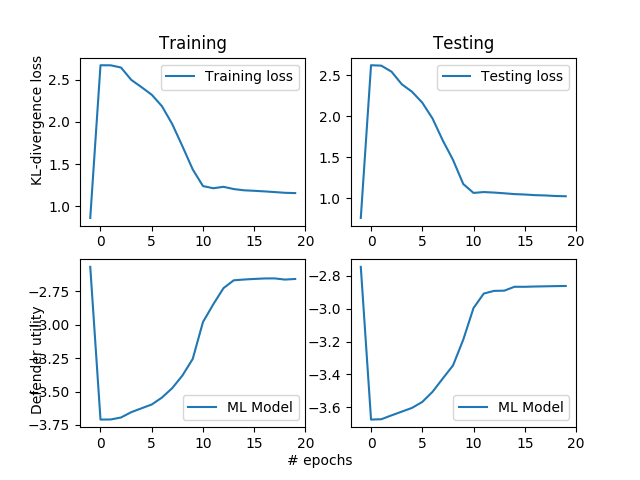 Training
Testing
KL-divergence loss
2.5
2.0
1.5
1.0
Training loss
0 5 10 15 20
2.5
2.0
1.5
1.0
Testing loss
0 5 10 15 20
Defender utility
−2.75
−3.00
−3.25
−3.50
−3.75
ML Model
0 5 10 15 20
−2.8
−3.0
−3.2
−3.4
−3.6
ML Model
0 5 10 15 20
# epochs